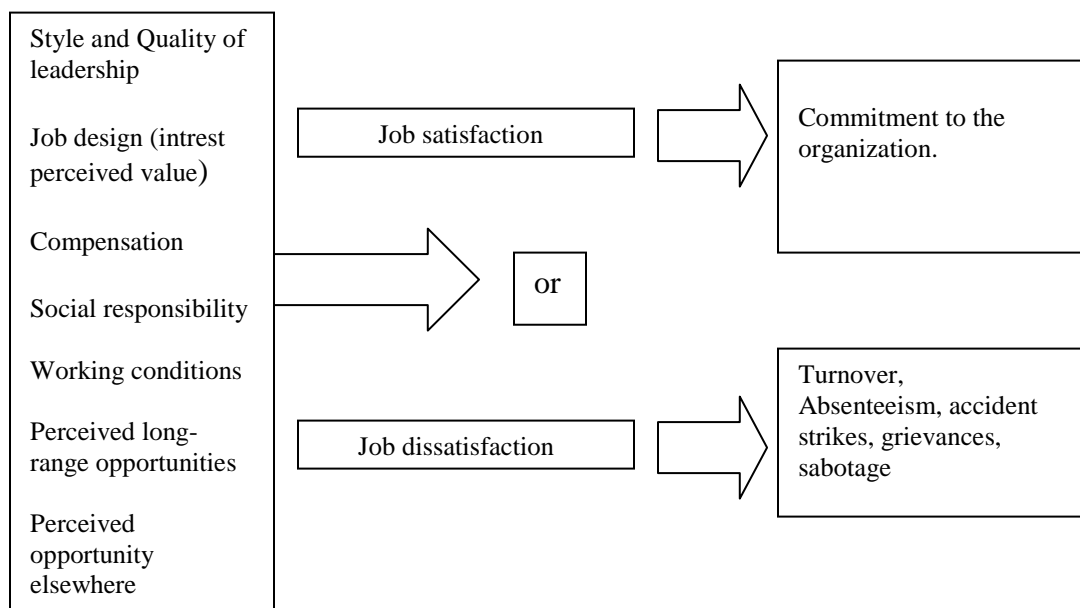 Style and Quality of
leadership
Job design (intrest
perceived value)
Compensation
Social responsibility
Working conditions
Perceived long-
range opportunities
Perceived
opportunity
elsewhere
Job satisfaction
or
Job dissatisfaction
Commitment to the
organization.
Turnover,
Absenteeism, accident
strikes, grievances,
sabotage